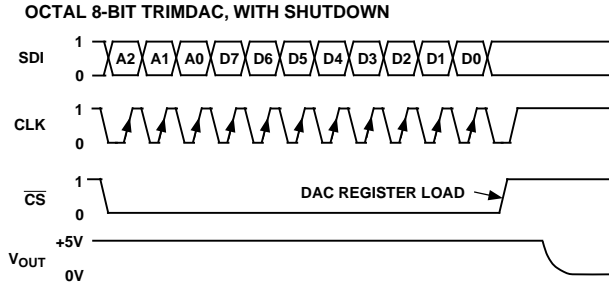 OCTAL 8-BIT TRIMDAC, WITH SHUTDOWN
SDI 1 0 A2 A1 A0 D7 D6 D5 D4 D3 D2 D1 D0
CLK 1 0
CS 1 0 DAC REGISTER LOAD
VOUT +5V 0V